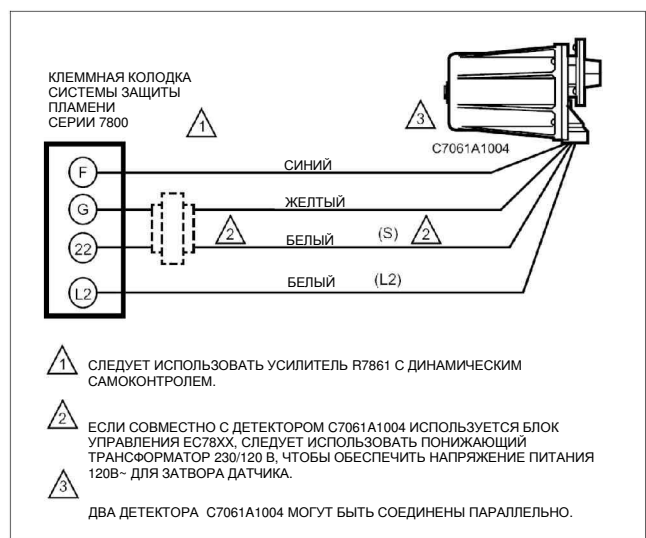 КЛЕММНАЯ КОЛОДКА
СИСТЕМЫ ЗАЩИТЫ
ПЛАМЕНИ
СЕРИИ 7800
1
3
C7061A1004
F
СИНИЙ
G
ЖЕЛТЫЙ
22
2
БЕЛЫЙ (S)
2
L2
БЕЛЫЙ (L2)
1
СЛЕДУЕТ ИСПОЛЬЗОВАТЬ УСИЛИТЕЛЬ R7861 С ДИНАМИЧЕСКИМ
САМОКОНТРОЛЕМ.
2
ЕСЛИ СОВМЕСТНО С ДЕТЕКТОРОМ C7061A1004 ИСПОЛЬЗУЕТСЯ БЛОК
УПРАВЛЕНИЯ EC78XX, СЛЕДУЕТ ИСПОЛЬЗОВАТЬ ПОНИЖАЮЩИЙ
ТРАНСФОРМАТОР 230/120 В, ЧТОБЫ ОБЕСПЕЧИТЬ НАПРЯЖЕНИЕ ПИТАНИЯ
120В~ ДЛЯ ЗАТВОРА ДАТЧИКА.
3
ДВА ДЕТЕКТОРА C7061A1004 МОГУТ БЫТЬ СОЕДИНЕНЫ ПАРАЛЛЕЛЬНО.